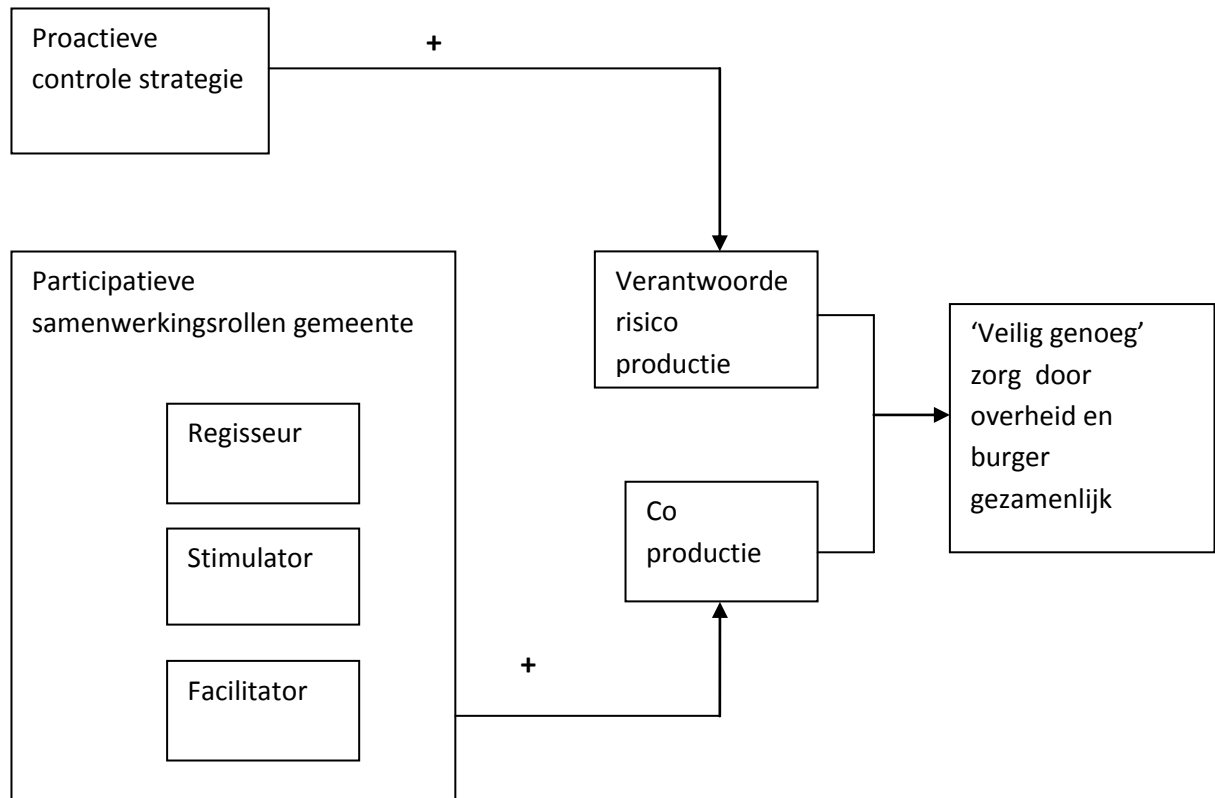 Proactieve
controle strategie
+
Participatieve
samenwerkingsrollen gemeente
Regisseur
Stimulator
Facilitator
+
Verantwoorde
risico
productie
Co
productie
‘Veilig genoeg’
zorg door
overheid en
burger
gezamenlijk